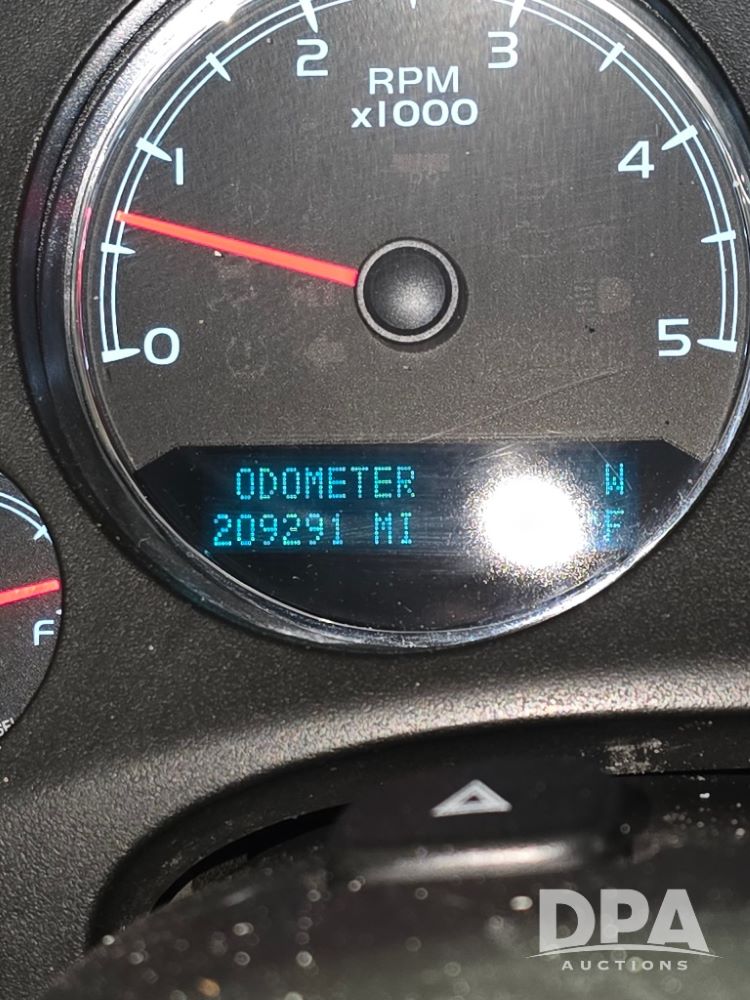 2
3
RPM
x1000
1
4
0
5
ODOMETER W
209291 MI F
F
DPA
AUCTIONS